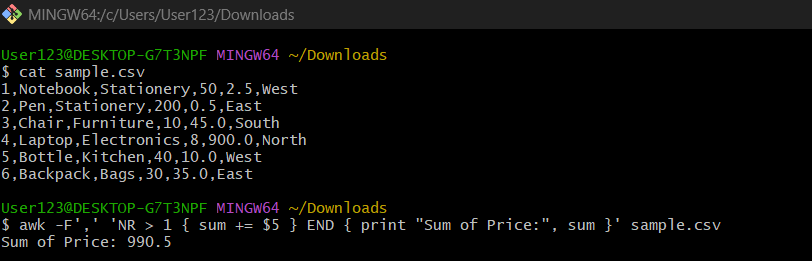 MINGW64:/c/Users/User123/Downloads
User123@DESKTOP-G7T3NPF MINGW64 ~/Downloads
$ cat sample.csv
1,Notebook,Stationery,50,2.5,West
2,Pen,Stationery,200,0.5,East
3,Chair,Furniture,10,45.0,South
4,Laptop,Electronics,8,900.0,North
5,Bottle,Kitchen,40,10.0,West
6,Backpack,Bags,30,35.0,East
User123@DESKTOP-G7T3NPF MINGW64 ~/Downloads
$ awk -F',' 'NR > 1 { sum += $5 } END { print "Sum of Price:", sum }' sample.csv
Sum of Price: 990.5